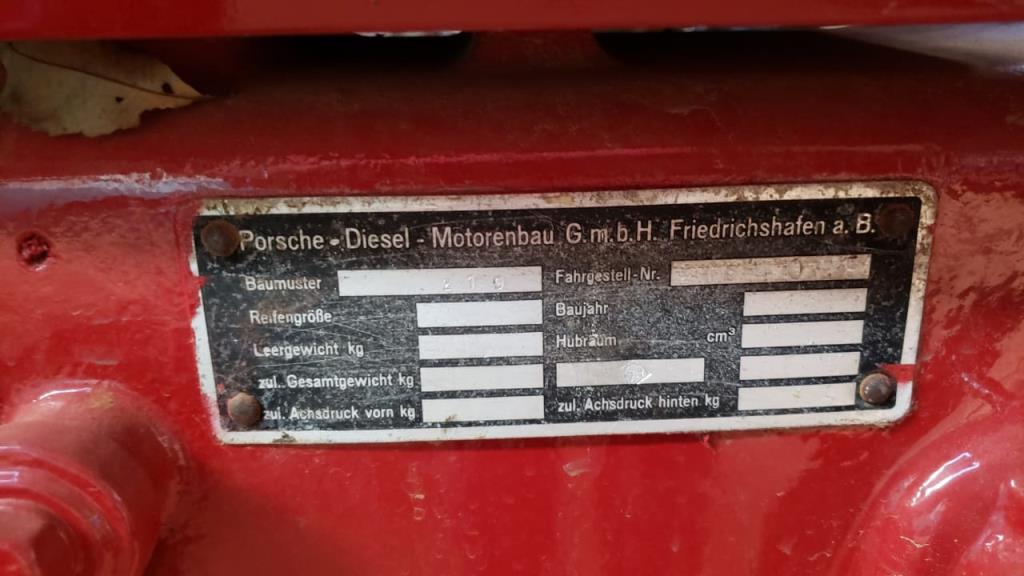 Porsche-Diesel-Motorenbau G.m.b.H. Friedrichshafen a. B.
Baumuster Fahrgestell-Nr.
Reifengröße Baujahr
Leergewicht kg Hubraum cm³
zul. Gesamtgewicht kg
zul. Achsdruck vorn kg zul. Achsdruck hinten kg